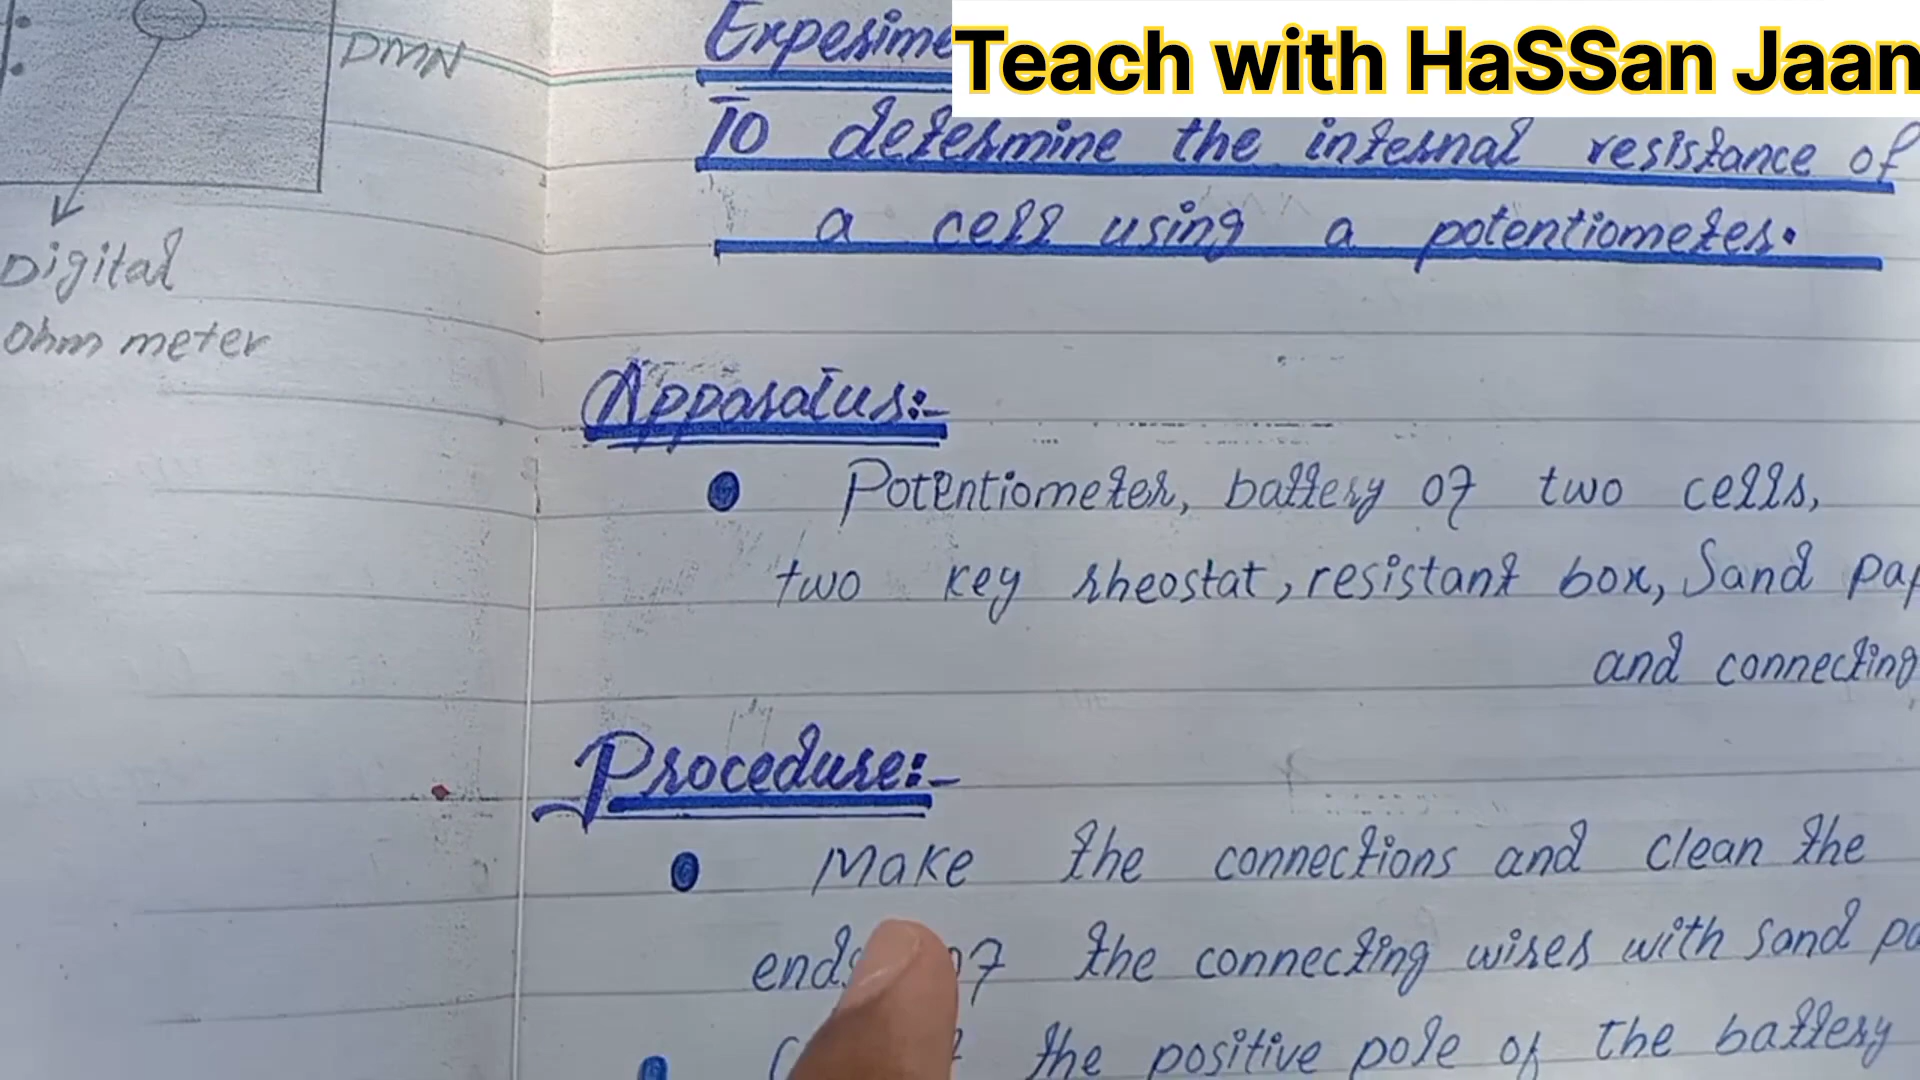 DMN
Digital
Ohm meter
Teach with HaSSan Jaan
To determine the internal resistance of
a cell using a potentiometer.
Apparatus:-
Potentiometer, battery of two cells,
two key rheostat, resistant box, Sand
and connecting
Procedure:-
Make the connections and clean the
ends of the connecting wires with sand
the positive pole of the battery